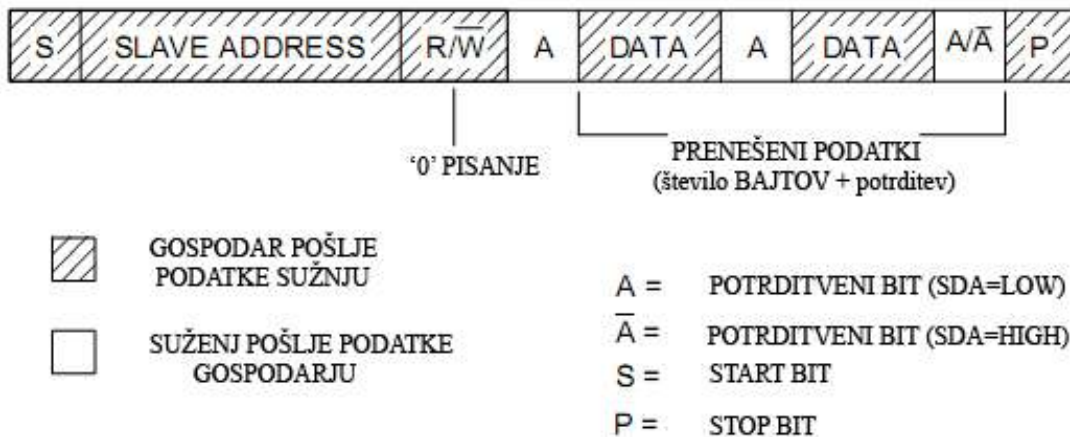 S SLAVE ADDRESS R/W̅ A DATA A DATA A/A̅ P
'0' PISANJE
PRENEŠENI PODATKI
(število BAJTOV + potrditev)
GOSPODAR POŠLJE
PODATKE SUŽNJU
SUŽENJ POŠLJE PODATKE
GOSPODARJU
A = POTRDITVENI BIT (SDA=LOW)
A̅ = POTRDITVENI BIT (SDA=HIGH)
S = START BIT
P = STOP BIT